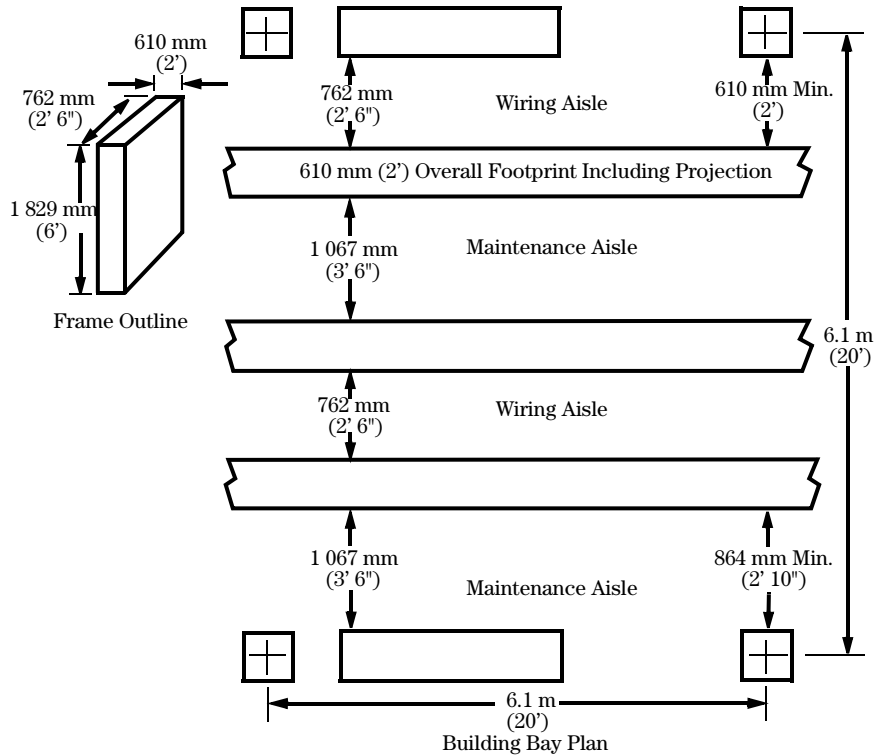 610 mm
(2')
762 mm
(2' 6")
1 829 mm
(6')
Frame Outline
762 mm
(2' 6")
Wiring Aisle
610 mm Min.
(2')
610 mm (2') Overall Footprint Including Projection
1 067 mm
(3' 6")
Maintenance Aisle
6.1 m
(20')
762 mm
(2' 6")
Wiring Aisle
1 067 mm
(3' 6")
Maintenance Aisle
864 mm Min.
(2' 10")
6.1 m
(20')
Building Bay Plan